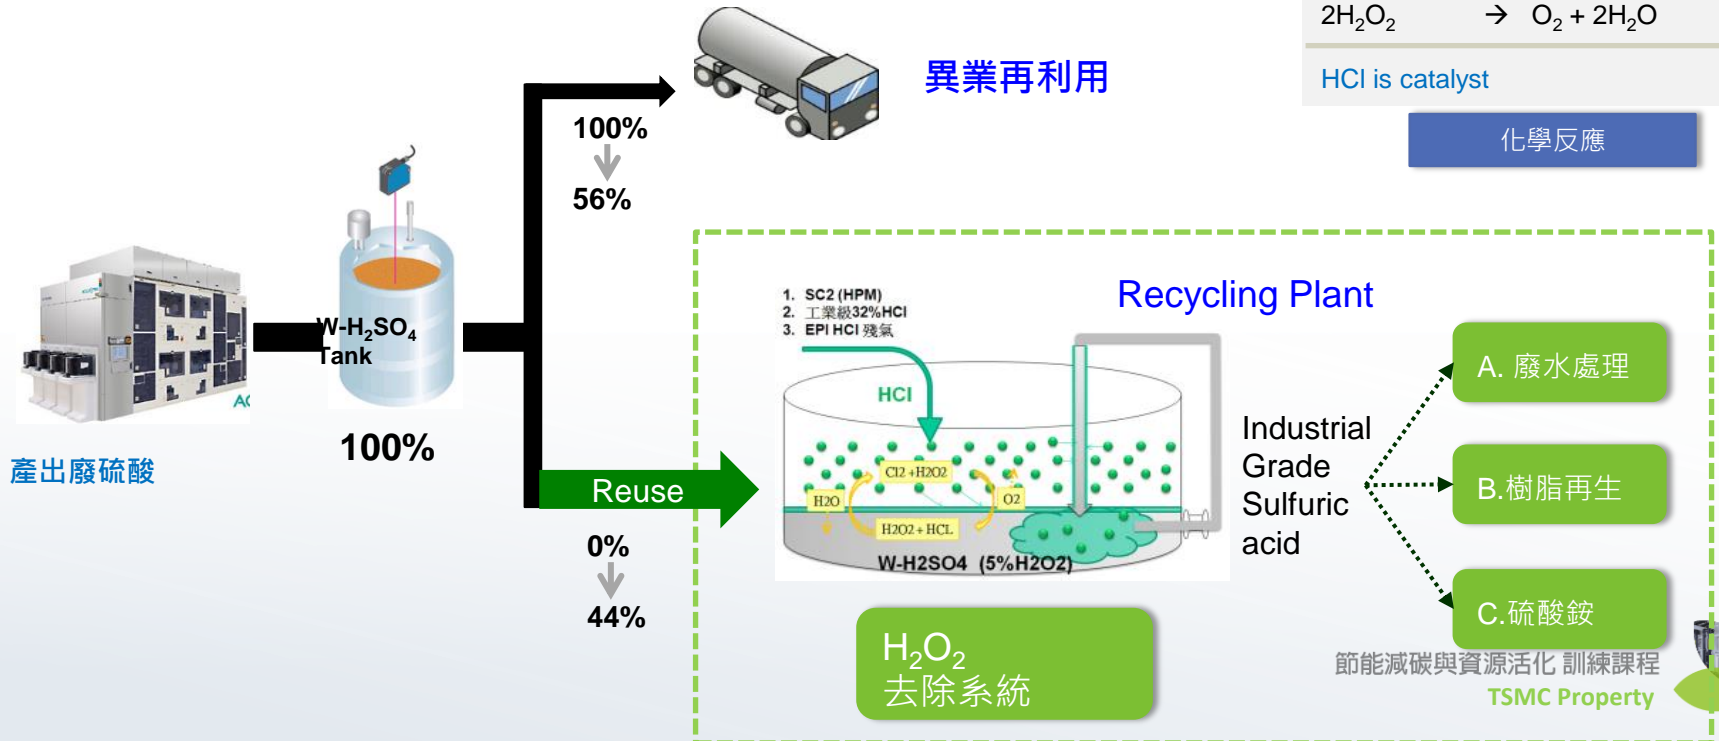 2H₂O₂ → O₂ + 2H₂O
HCl is catalyst
化學反應
異業再利用
100%
56%
W-H₂SO₄
Tank
100%
產出廢硫酸
Reuse
0%
44%
Recycling Plant
1. SC2 (HPM)
2. 工業級32%HCl
3. EPI HCl 殘氣
HCl
Cl2 +H2O2
H2O
O2
H2O2 + HCL
W-H2SO4 (5%H2O2)
H₂O₂
去除系統
Industrial
Grade
Sulfuric
acid
A. 廢水處理
B.樹脂再生
C.硫酸銨
節能減碳與資源活化 訓練課程
TSMC Property